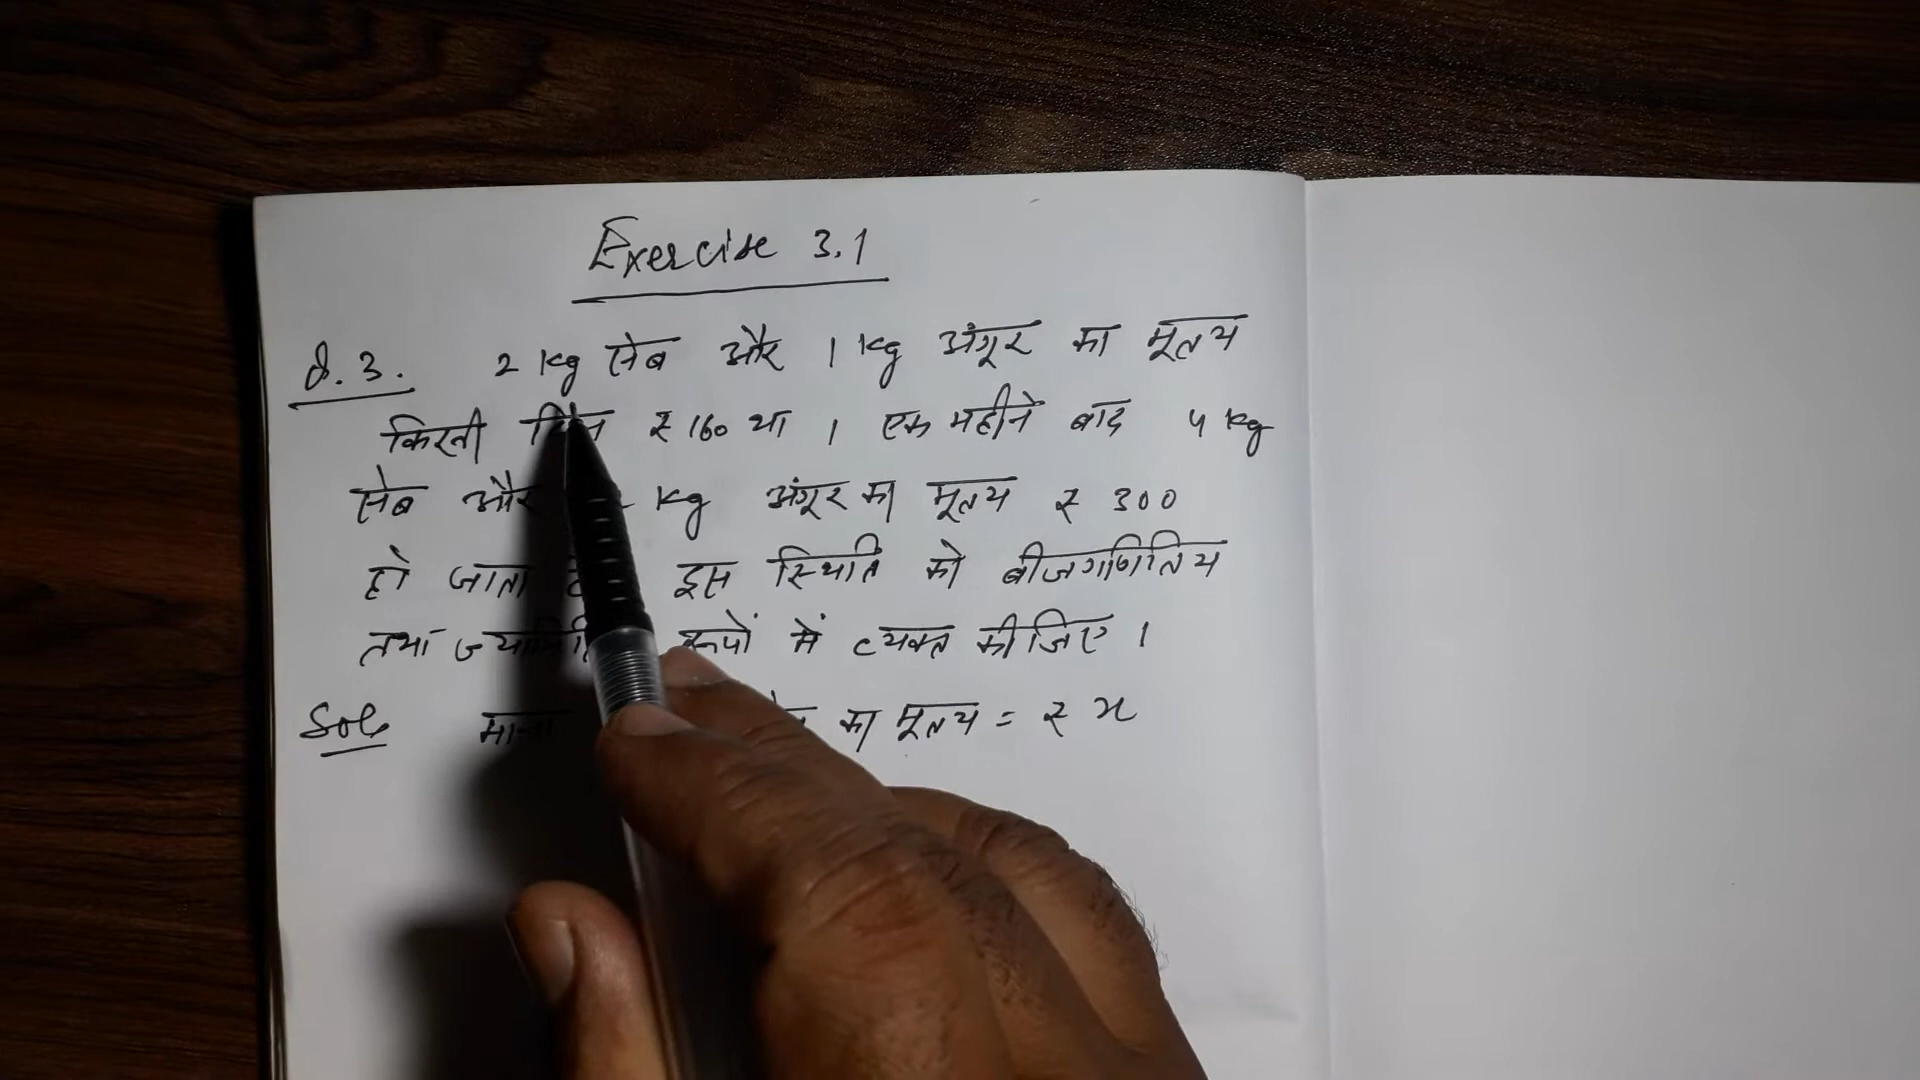 Exercise 3.1
Q.3. 2 kg सेब और 1 kg अंगूर का मूल्य
किसी दिन ₹ 160 था । एक महीने बाद 4 kg
सेब और kg अंगूर का मूल्य ₹ 300
हो जाता इस स्थिति को बीजगणितिय
तथा रूपों में व्यक्त कीजिए ।
Sol माना का मूल्य = ₹ x